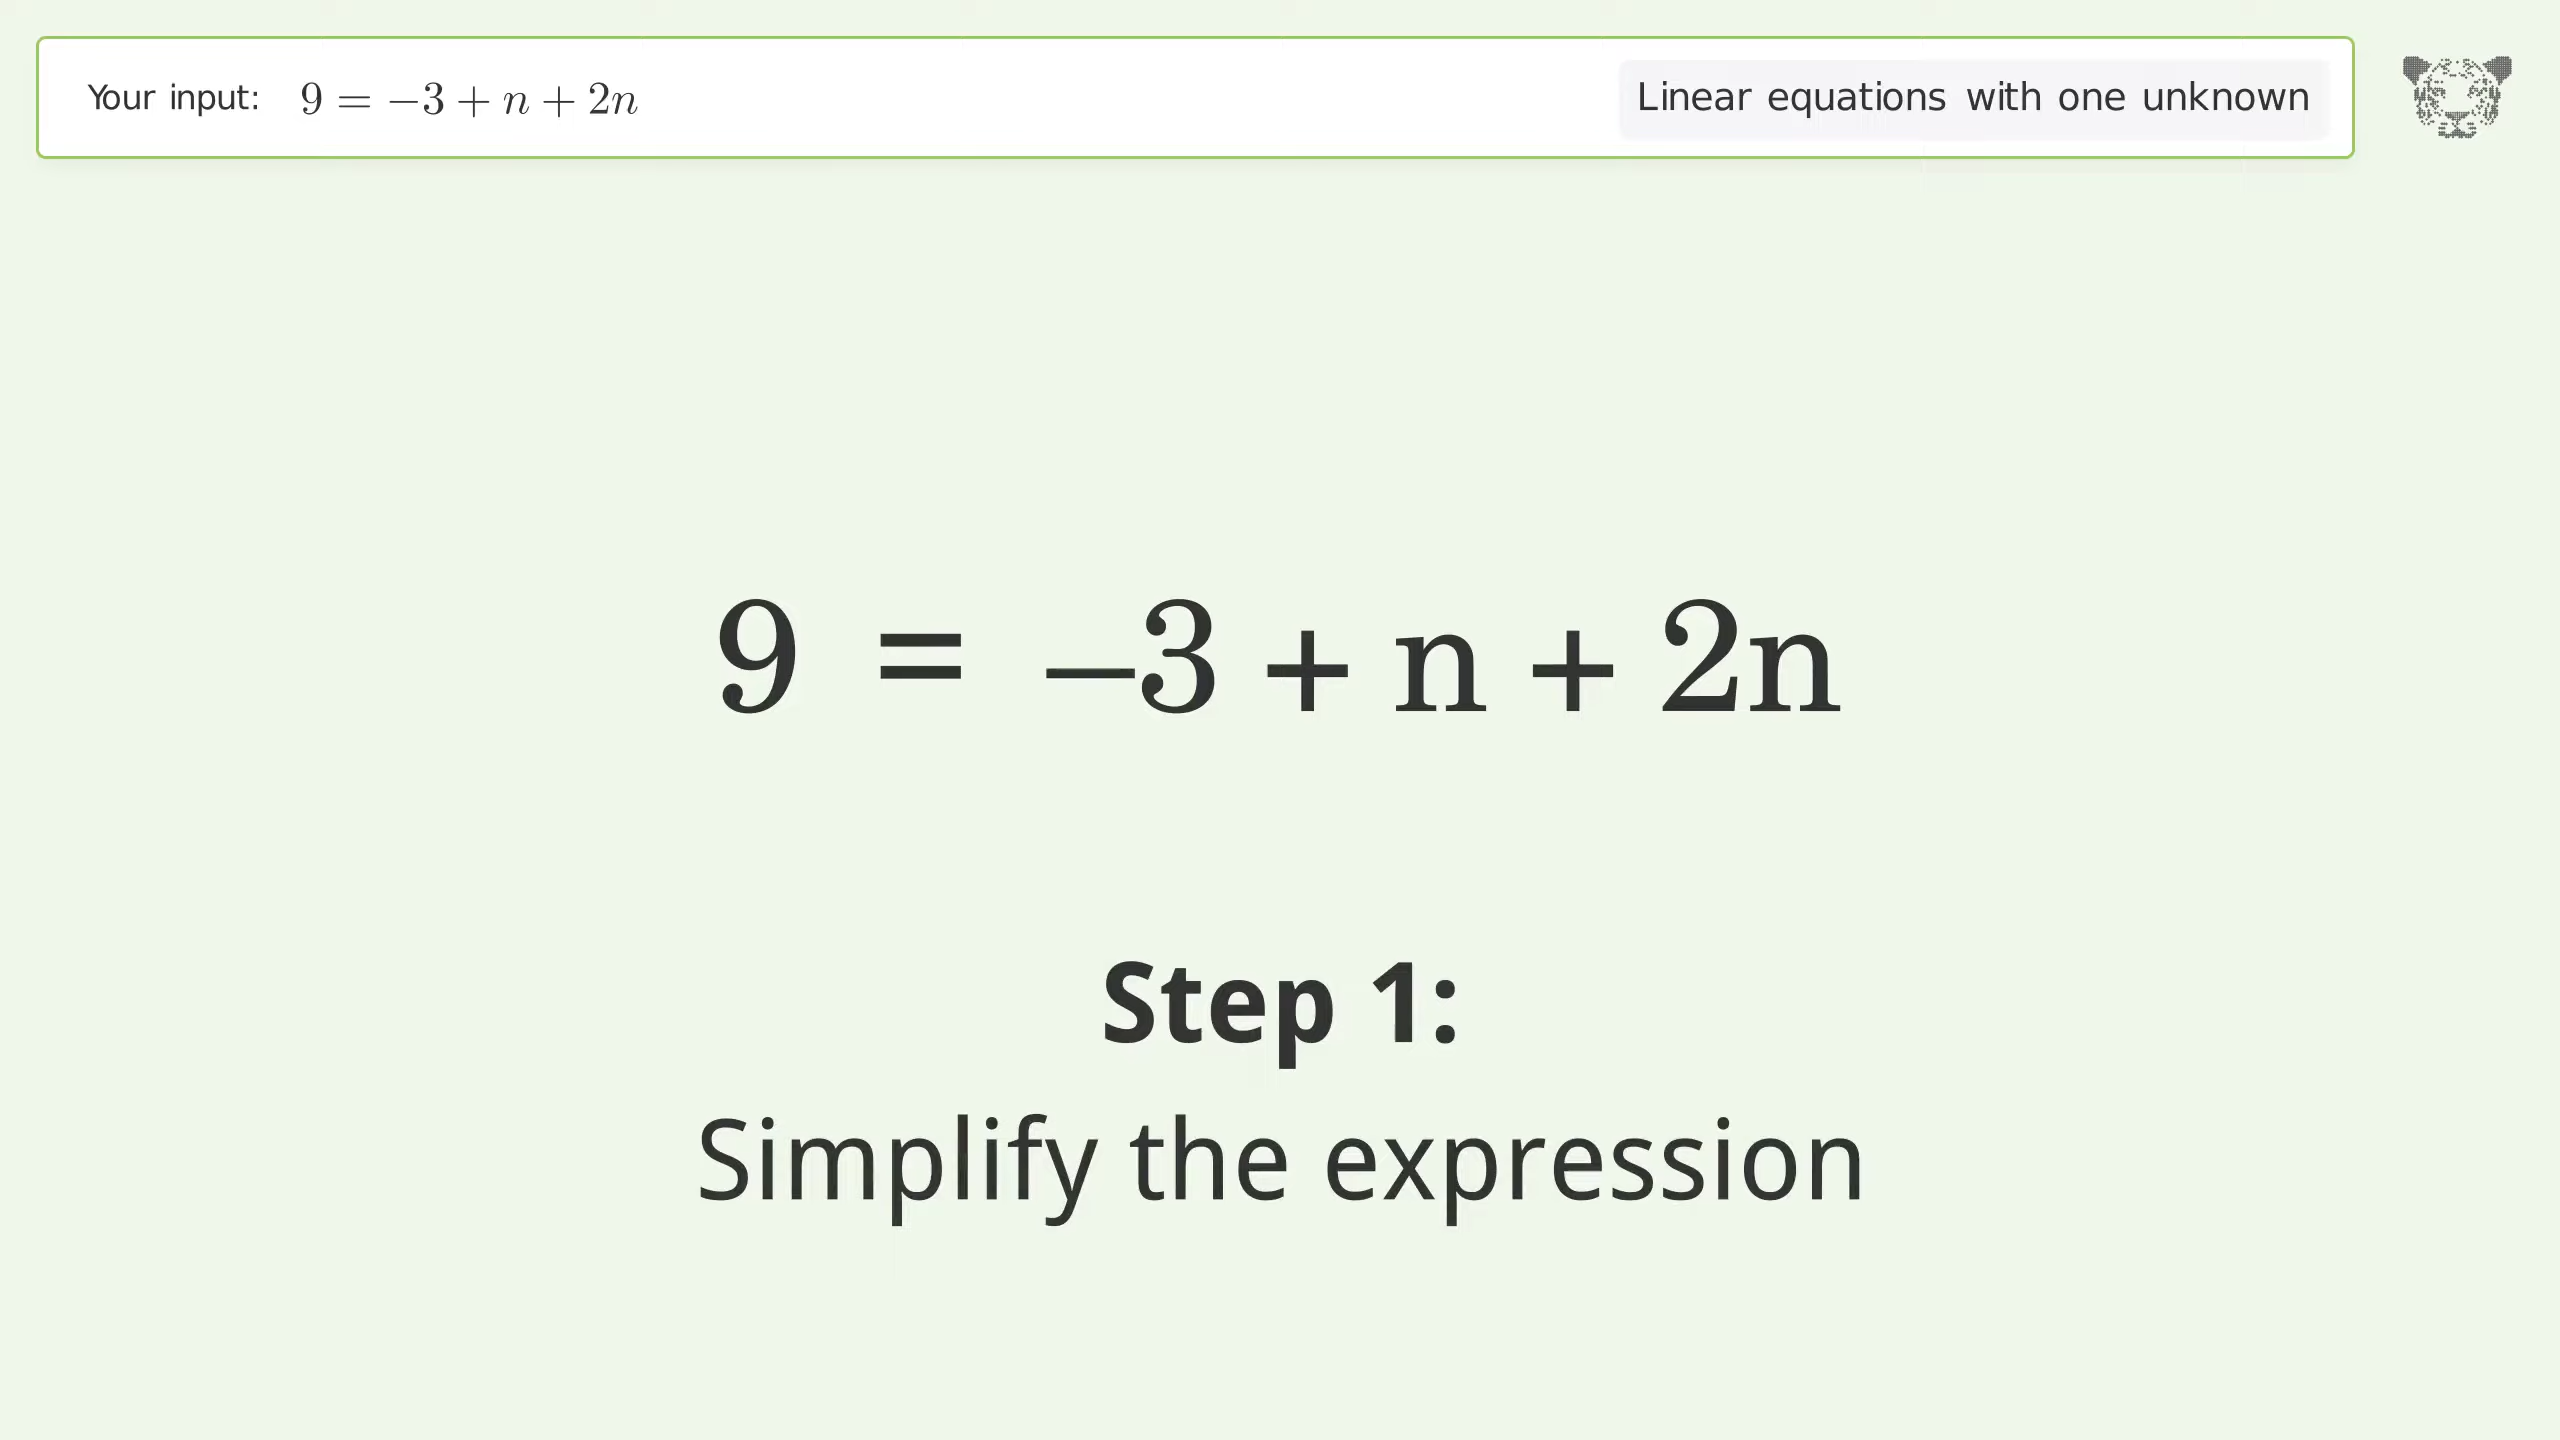 Your input: 9 = −3 + n + 2n
Linear equations with one unknown
9 = −3 + n + 2n
Step 1:
Simplify the expression